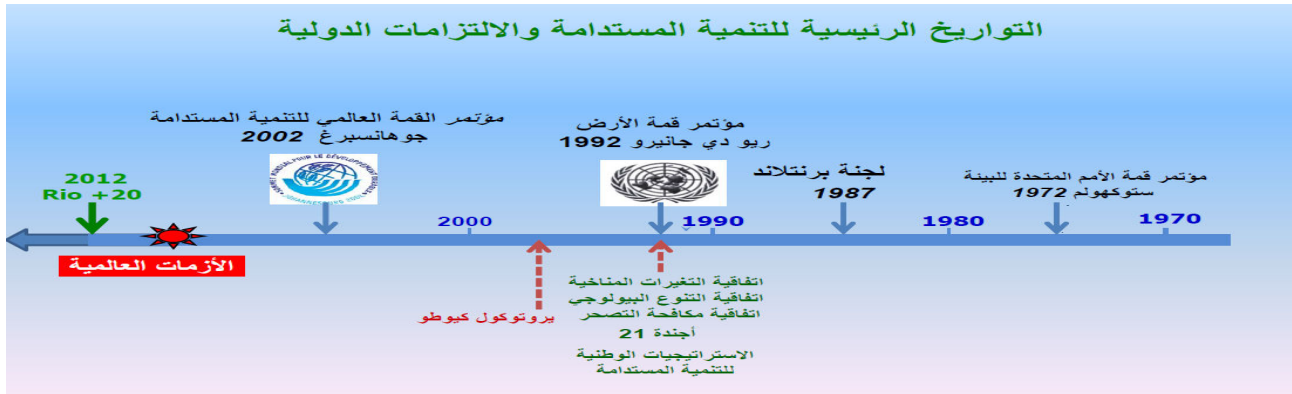 التواريخ الرئيسية للتنمية المستدامة والالتزامات الدولية
مؤتمر القمة العالمي للتنمية المستدامة
جوهانسبرغ 2002
مؤتمر قمة الأرض
ريو دي جانيرو 1992
لجنة برنتلاند
1987
مؤتمر قمة الأمم المتحدة للبيئة
ستوكهولم 1972
2012
Rio +20
1970
1980
1990
2000
الأزمات العالمية
بروتوكول كيوطو
اتفاقية التغيرات المناخية
اتفاقية التنوع البيولوجي
اتفاقية مكافحة التصحر
أجندة 21
الاستراتيجيات الوطنية
للتنمية المستدامة